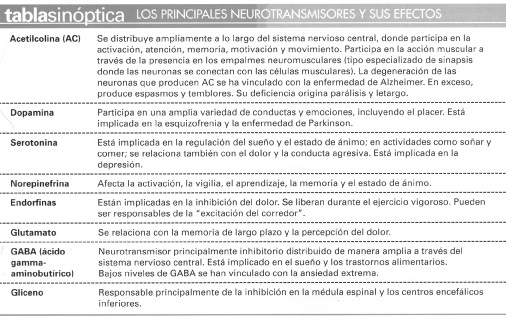 tablasinóptica LOS PRINCIPALES NEUROTRANSMISORES Y SUS EFECTOS
Acetilcolina (AC) Se distribuye ampliamente a lo largo del sistema nervioso central, donde participa en la
activación, atención, memoria, motivación y movimiento. Participa en la acción muscular a
través de la presencia en los empalmes neuromusculares (tipo especializado de sinapsis
donde las neuronas se conectan con las células musculares). La degeneración de las
neuronas que producen AC se ha vinculado con la enfermedad de Alzheimer. En exceso,
produce espasmos y temblores. Su deficiencia origina parálisis y letargo.
Dopamina Participa en una amplia variedad de conductas y emociones, incluyendo el placer. Está
implicada en la esquizofrenia y la enfermedad de Parkinson.
Serotonina Está implicada en la regulación del sueño y el estado de ánimo; en actividades como soñar y
comer; se relaciona también con el dolor y la conducta agresiva. Está implicada en la
depresión.
Norepinefrina Afecta la activación, la vigilia, el aprendizaje, la memoria y el estado de ánimo.
Endorfinas Están implicadas en la inhibición del dolor. Se liberan durante el ejercicio vigoroso. Pueden
ser responsables de la "excitación del corredor".
Glutamato Se relaciona con la memoria de largo plazo y la percepción del dolor.
GABA (ácido Neurotransmisor principalmente inhibitorio distribuido de manera amplia a través del
gamma- sistema nervioso central. Está implicado en el sueño y los trastornos alimentarios.
aminobutírico) Bajos niveles de GABA se han vinculado con la ansiedad extrema.
Gliceno Responsable principalmente de la inhibición en la médula espinal y los centros encefálicos
inferiores.